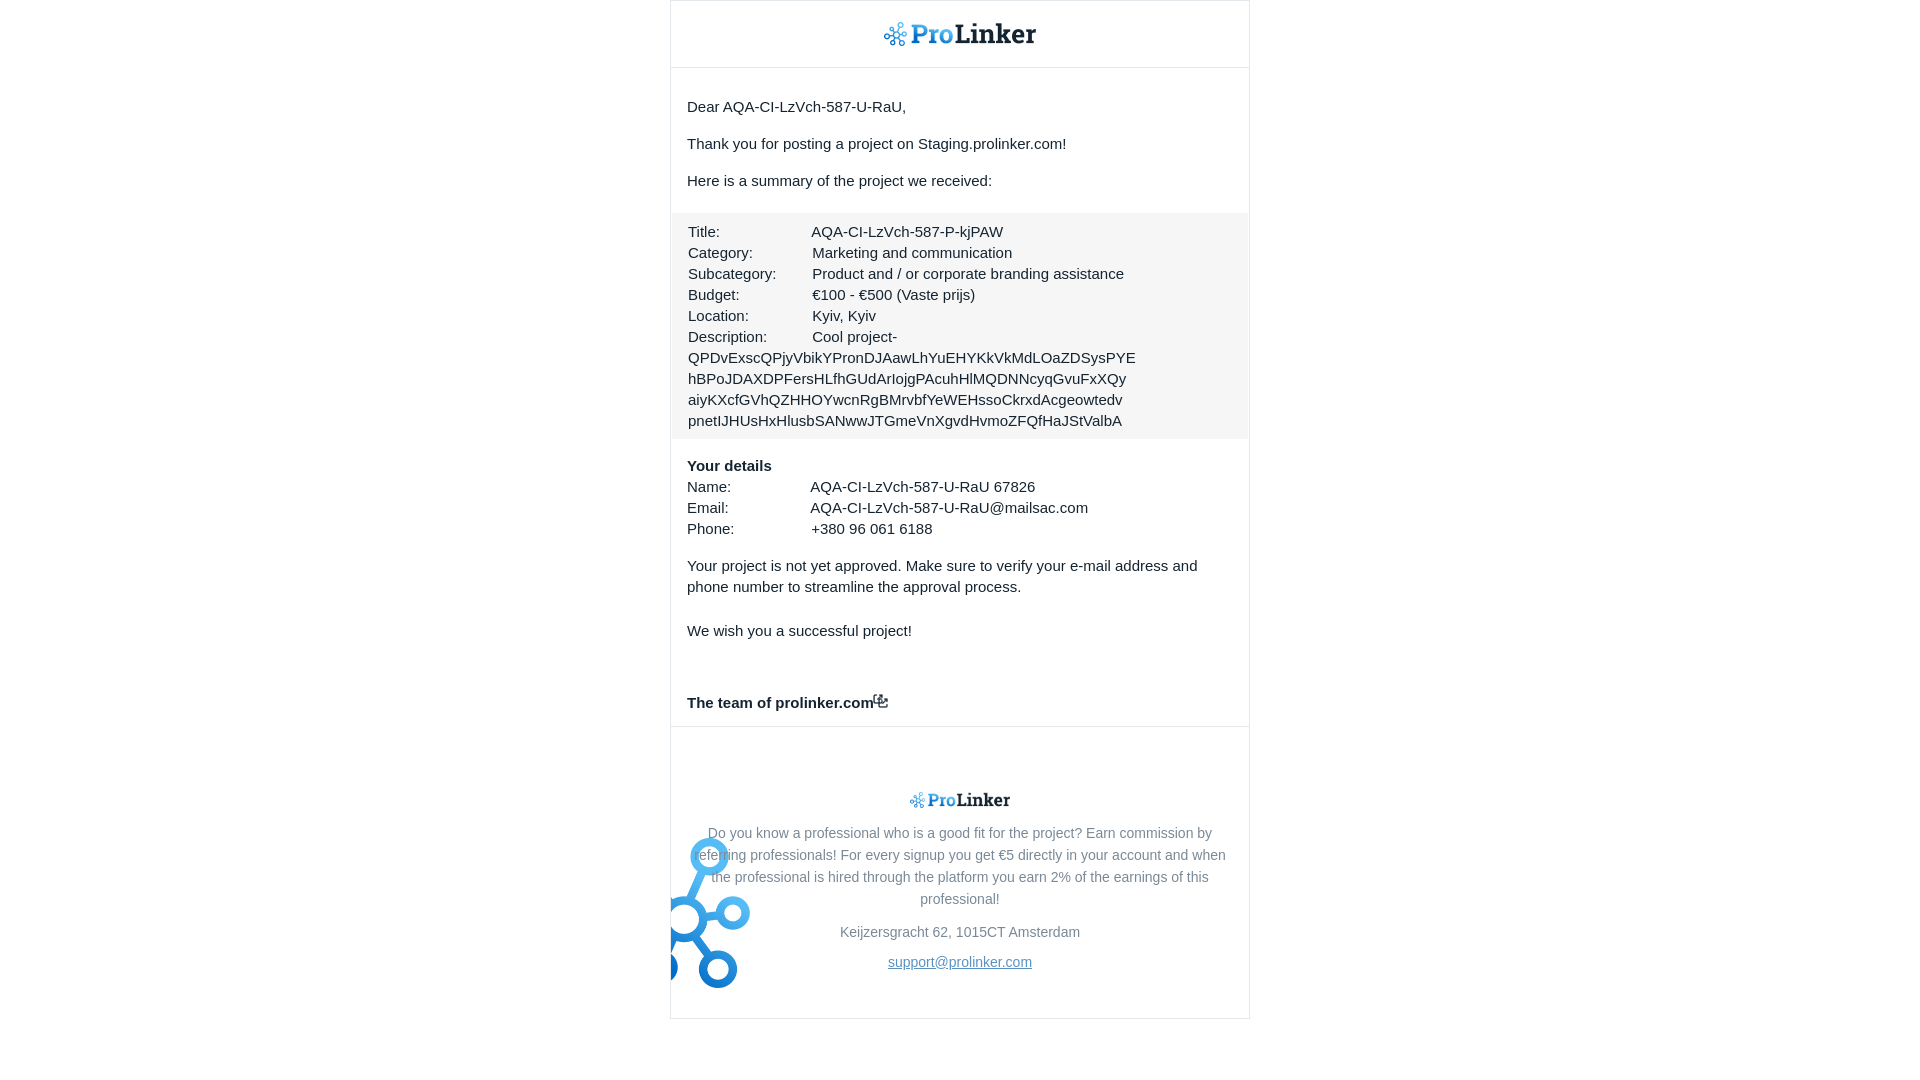 ProLinker
Dear AQA-CI-LzVch-587-U-RaU,
Thank you for posting a project on Staging.prolinker.com!
Here is a summary of the project we received:
Title: AQA-CI-LzVch-587-P-kjPAW
Category: Marketing and communication
Subcategory: Product and / or corporate branding assistance
Budget: €100 - €500 (Vaste prijs)
Location: Kyiv, Kyiv
Description: Cool project-
QPDvExscQPjyVbikYPronDJAawLhYuEHYKkVkMdLOaZDSysPYE
hBPoJDAXDPFersHLfhGUdArIojgPAcuhHlMQDNNcyqGvuFxXQy
aiyKXcfGVhQZHHOYwcnRgBMrvbfYeWEHssoCkrxdAcgeowtedv
pnetIJHUsHxHlusbSANwwJTGmeVnXgvdHvmoZFQfHaJStValbA
Your details
Name: AQA-CI-LzVch-587-U-RaU 67826
Email: AQA-CI-LzVch-587-U-RaU@mailsac.com
Phone: +380 96 061 6188
Your project is not yet approved. Make sure to verify your e-mail address and
phone number to streamline the approval process.
We wish you a successful project!
The team of prolinker.com
ProLinker
Do you know a professional who is a good fit for the project? Earn commission by
referring professionals! For every signup you get €5 directly in your account and when
the professional is hired through the platform you earn 2% of the earnings of this
professional!
Keijzersgracht 62, 1015CT Amsterdam
support@prolinker.com